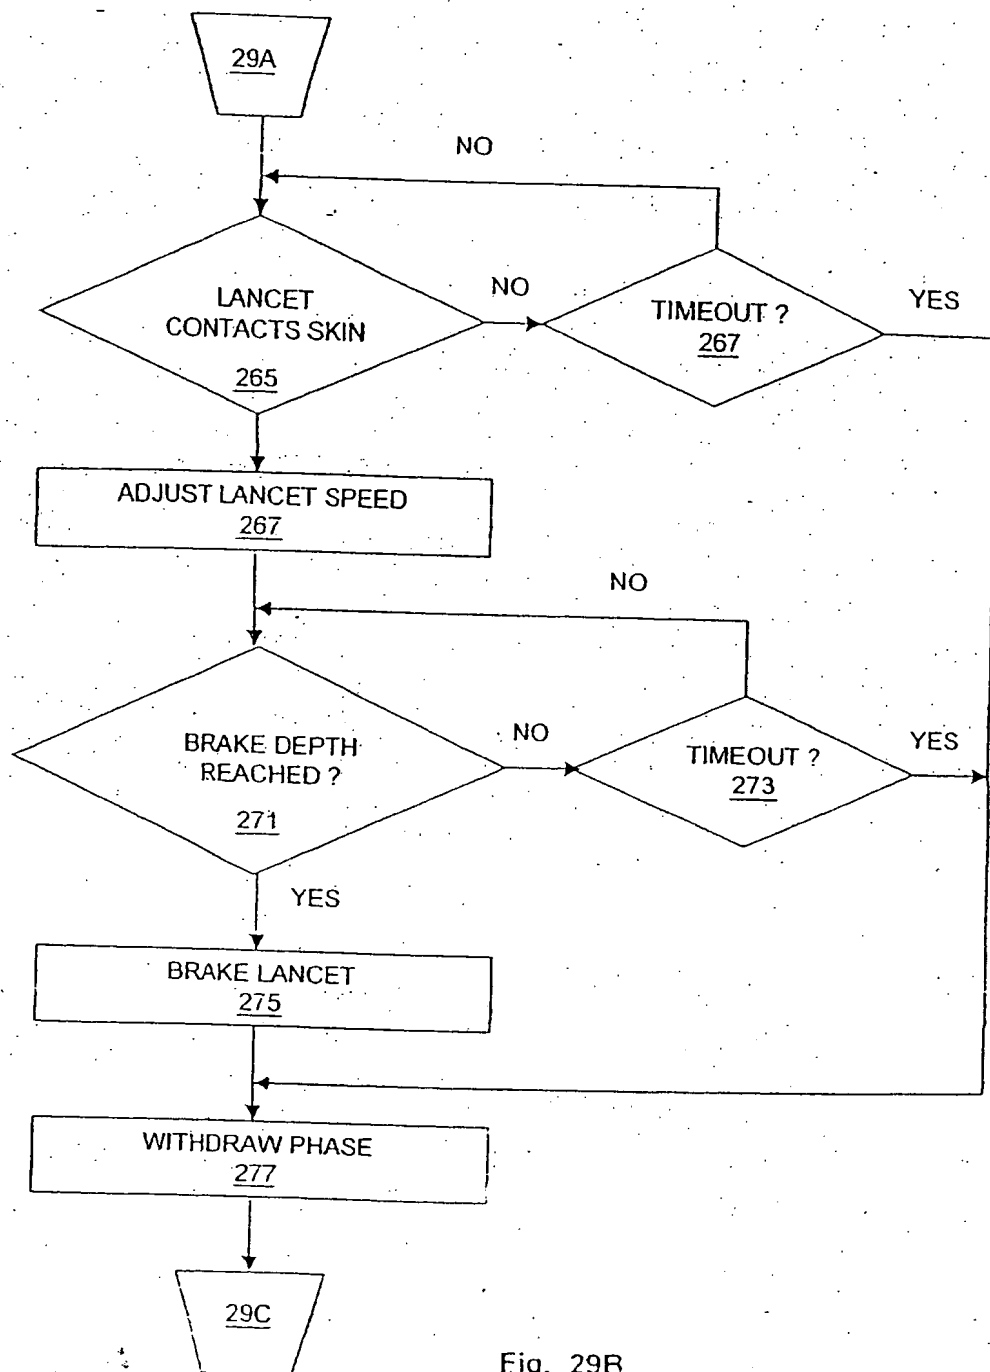 29A
NO
LANCET
CONTACTS SKIN
265
NO
TIMEOUT ?
267
YES
ADJUST LANCET SPEED
267
NO
BRAKE DEPTH
REACHED ?
271
NO
TIMEOUT ?
273
YES
YES
BRAKE LANCET
275
WITHDRAW PHASE
277
29C
Fig. 29B